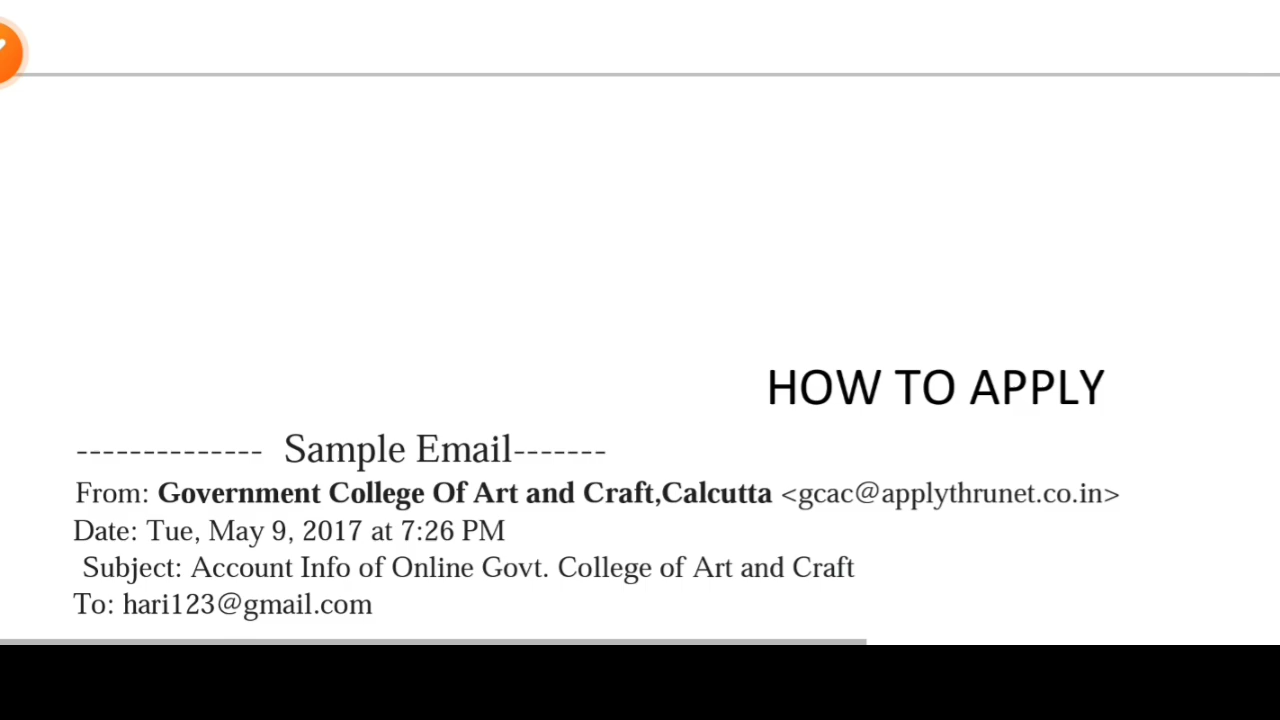 HOW TO APPLY
-------------- Sample Email-------
From: Government College Of Art and Craft,Calcutta <gcac@applythrunet.co.in>
Date: Tue, May 9, 2017 at 7:26 PM
Subject: Account Info of Online Govt. College of Art and Craft
To: hari123@gmail.com